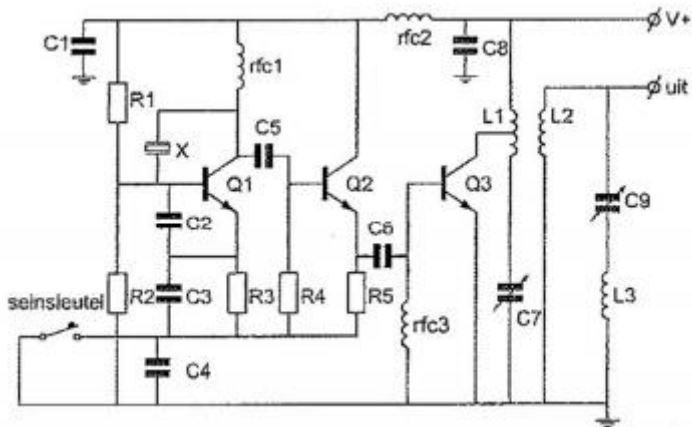 C1
rfc2
C8
V+
rfc1
uit
R1
C5
L1
L2
X
Q1
Q2
Q3
C2
C6
C9
seinsleutel
R2
C3
R3
R4
R5
rfc3
C7
L3
C4